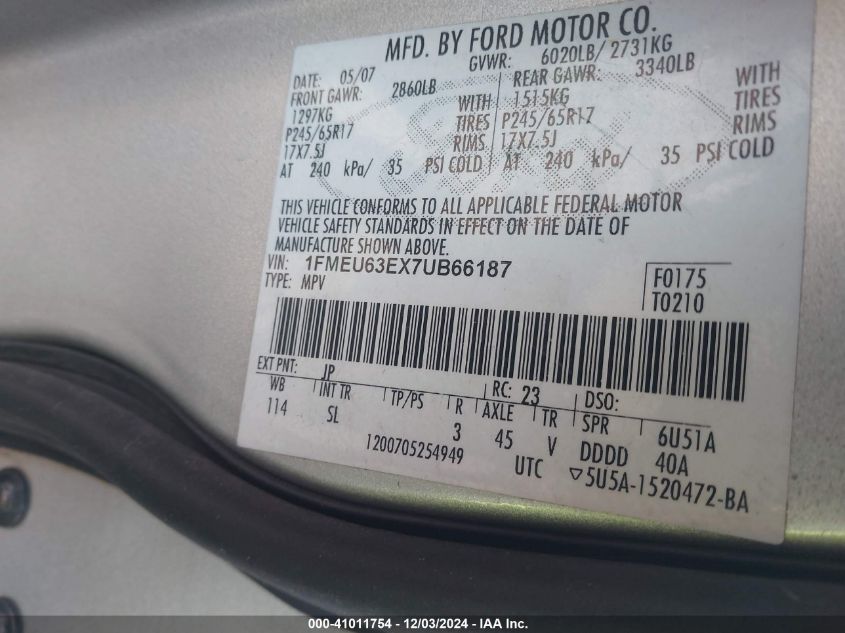 MFD. BY FORD MOTOR CO.
DATE: 05/07 GVWR: 6020LB/ 2731KG
FRONT GAWR: 2860LB REAR GAWR: 3340LB
1297KG WITH 1515KG WITH
P245/65R17 TIRES P245/65R17 TIRES
17X7.5J RIMS 17X7.5J RIMS
AT 240 kPa/ 35 PSI COLD AT 240 kPa/ 35 PSI COLD
THIS VEHICLE CONFORMS TO ALL APPLICABLE FEDERAL MOTOR
VEHICLE SAFETY STANDARDS IN EFFECT ON THE DATE OF
MANUFACTURE SHOWN ABOVE.
VIN: 1FMEU63EX7UB66187 F0175
TYPE: MPV T0210
EXT PNT: JP RC: 23 DSO:
WB INT TR TP/PS R AXLE TR SPR 6U51A
114 SL 3 45 V DDDD 40A
1200705254949 UTC ▽5U5A-1520472-BA
000-41011754 - 12/03/2024 - IAAI.com.